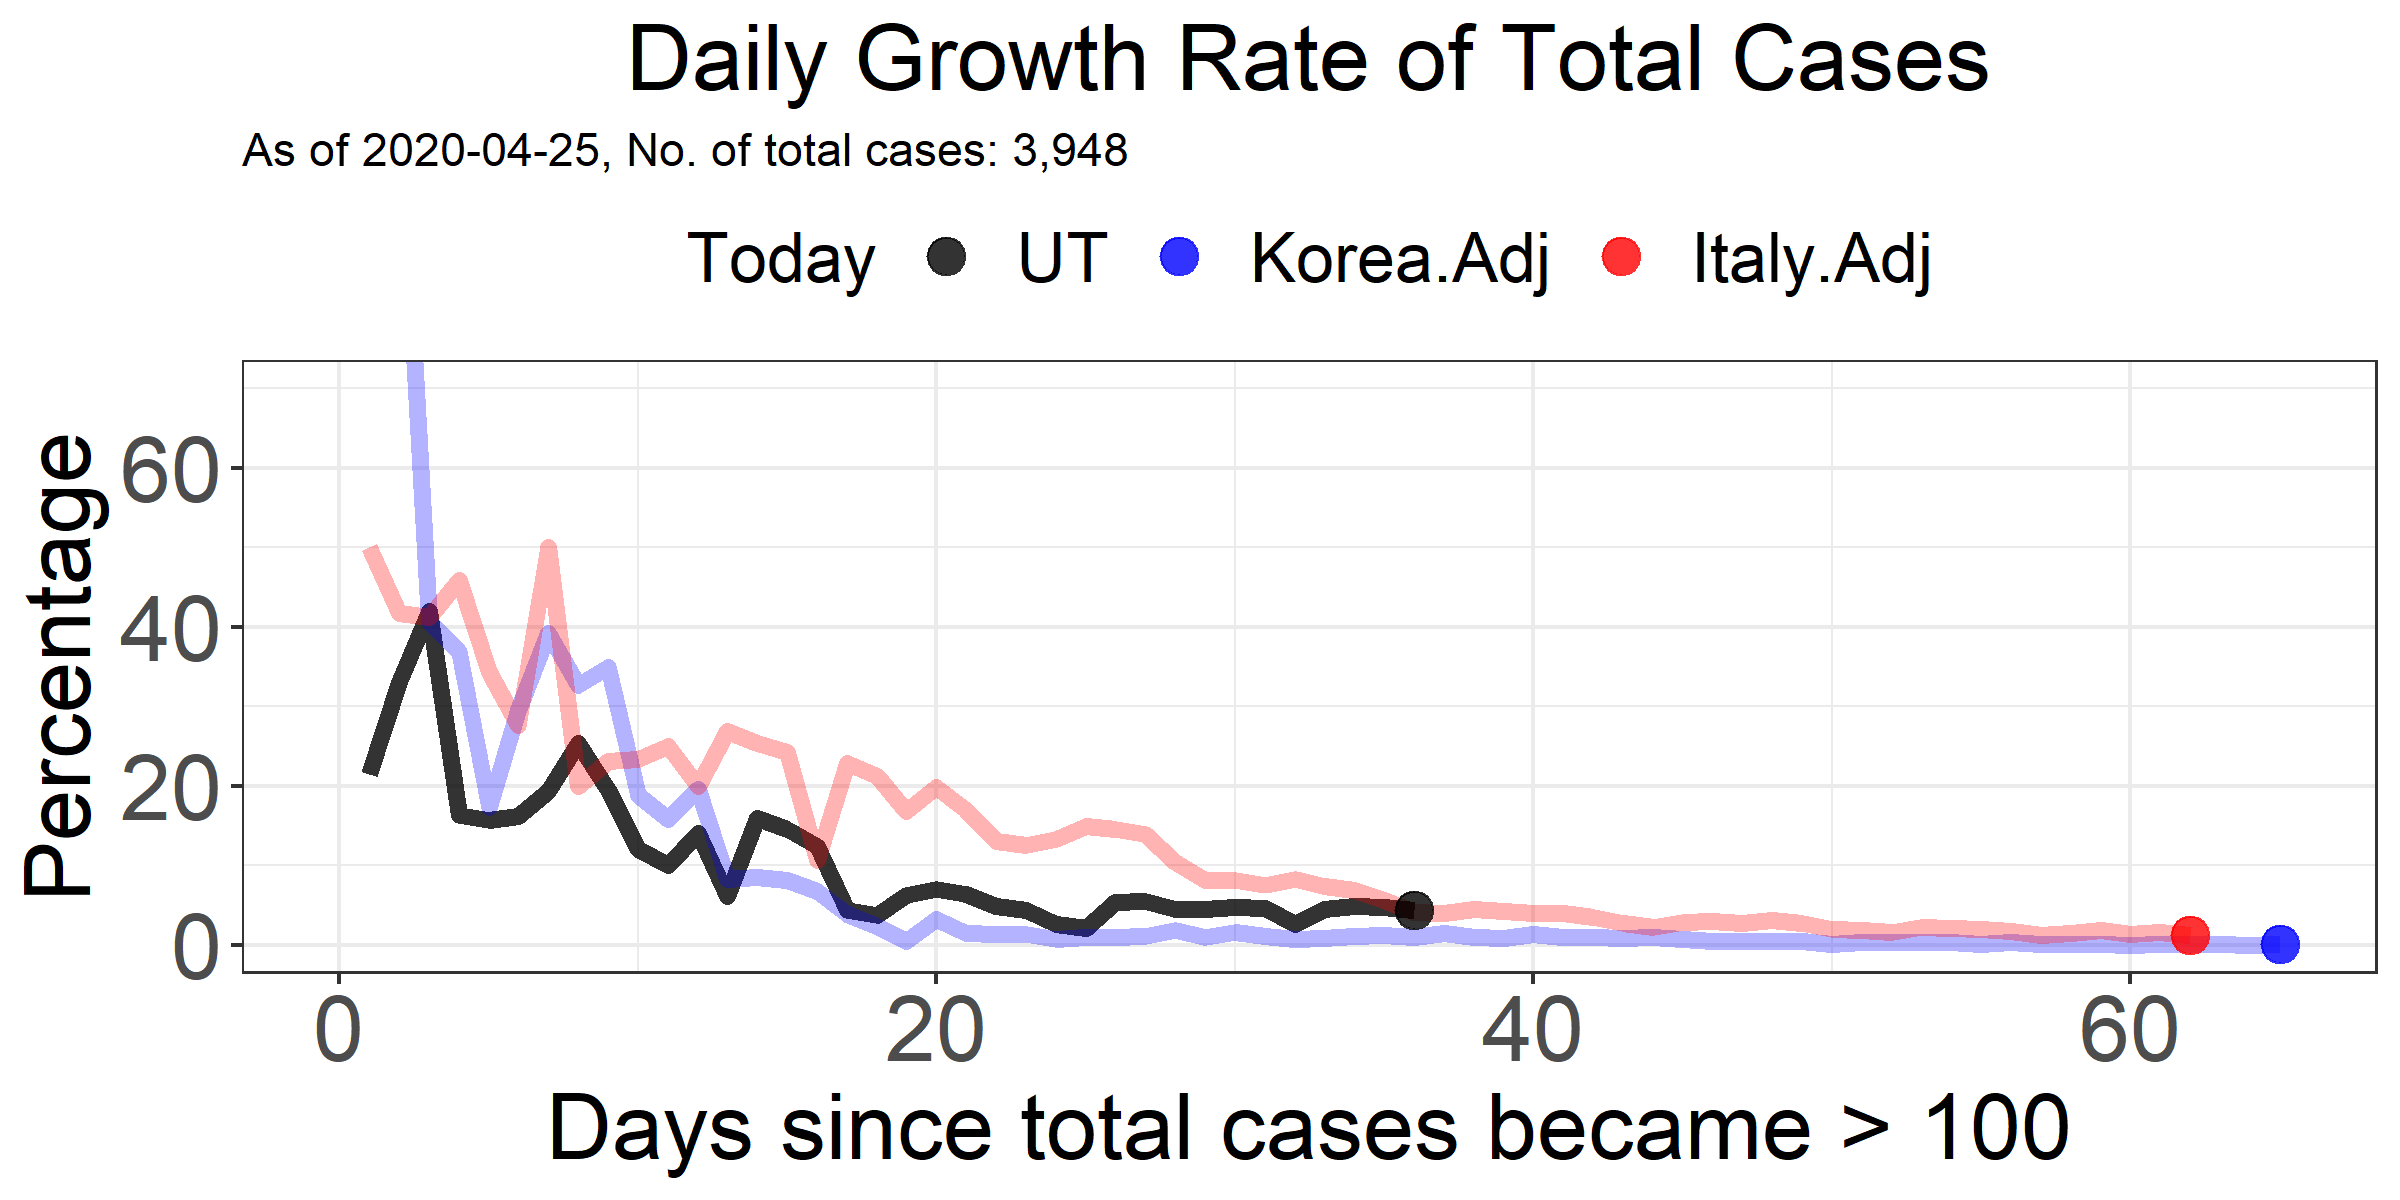 Daily Growth Rate of Total Cases
As of 2020-04-25, No. of total cases: 3,948
Today UT Korea.Adj Italy.Adj
Percentage
60
40
20
0
0 20 40 60
Days since total cases became > 100